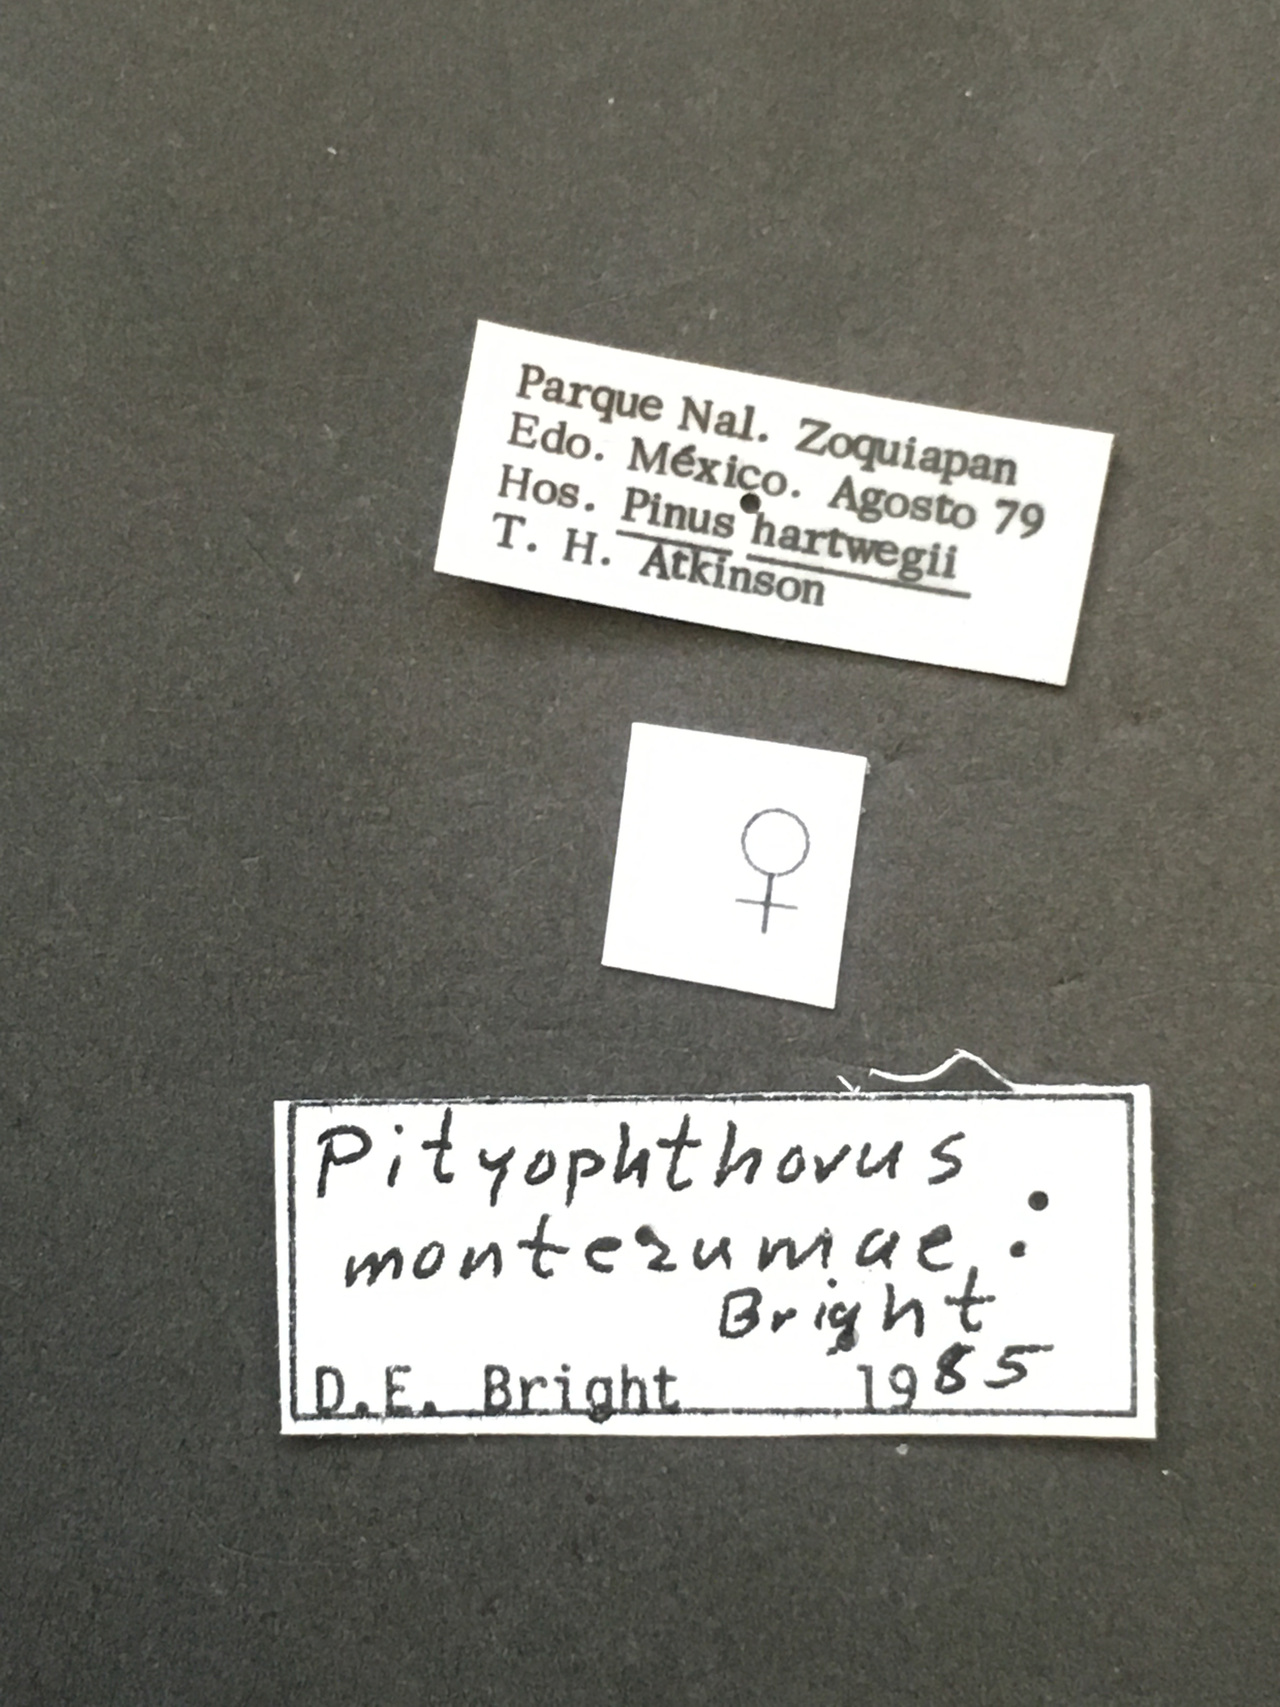 Parque Nal. Zoquiapan
Edo. México. Agosto 79
Hos. Pinus hartwegii
T. H. Atkinson
♀
Pityophthorus
montezumae
Bright
D.E. Bright 1985